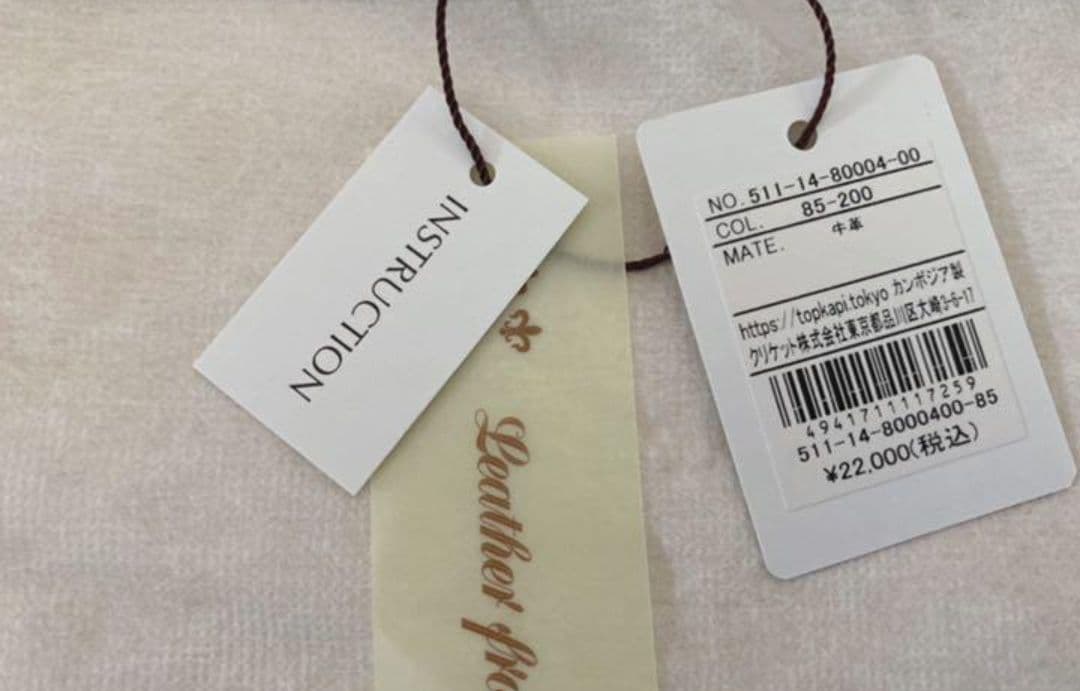 INSTRUCTION
Leather fro
NO. 511-14-80004-00
COL. 85-200
MATE. 牛革
https://topkapi.tokyo カンボジア製
クリケット株式会社東京都品川区大崎3-6-17
4941711117259
511-14-8000400-85
¥22,000(税込)